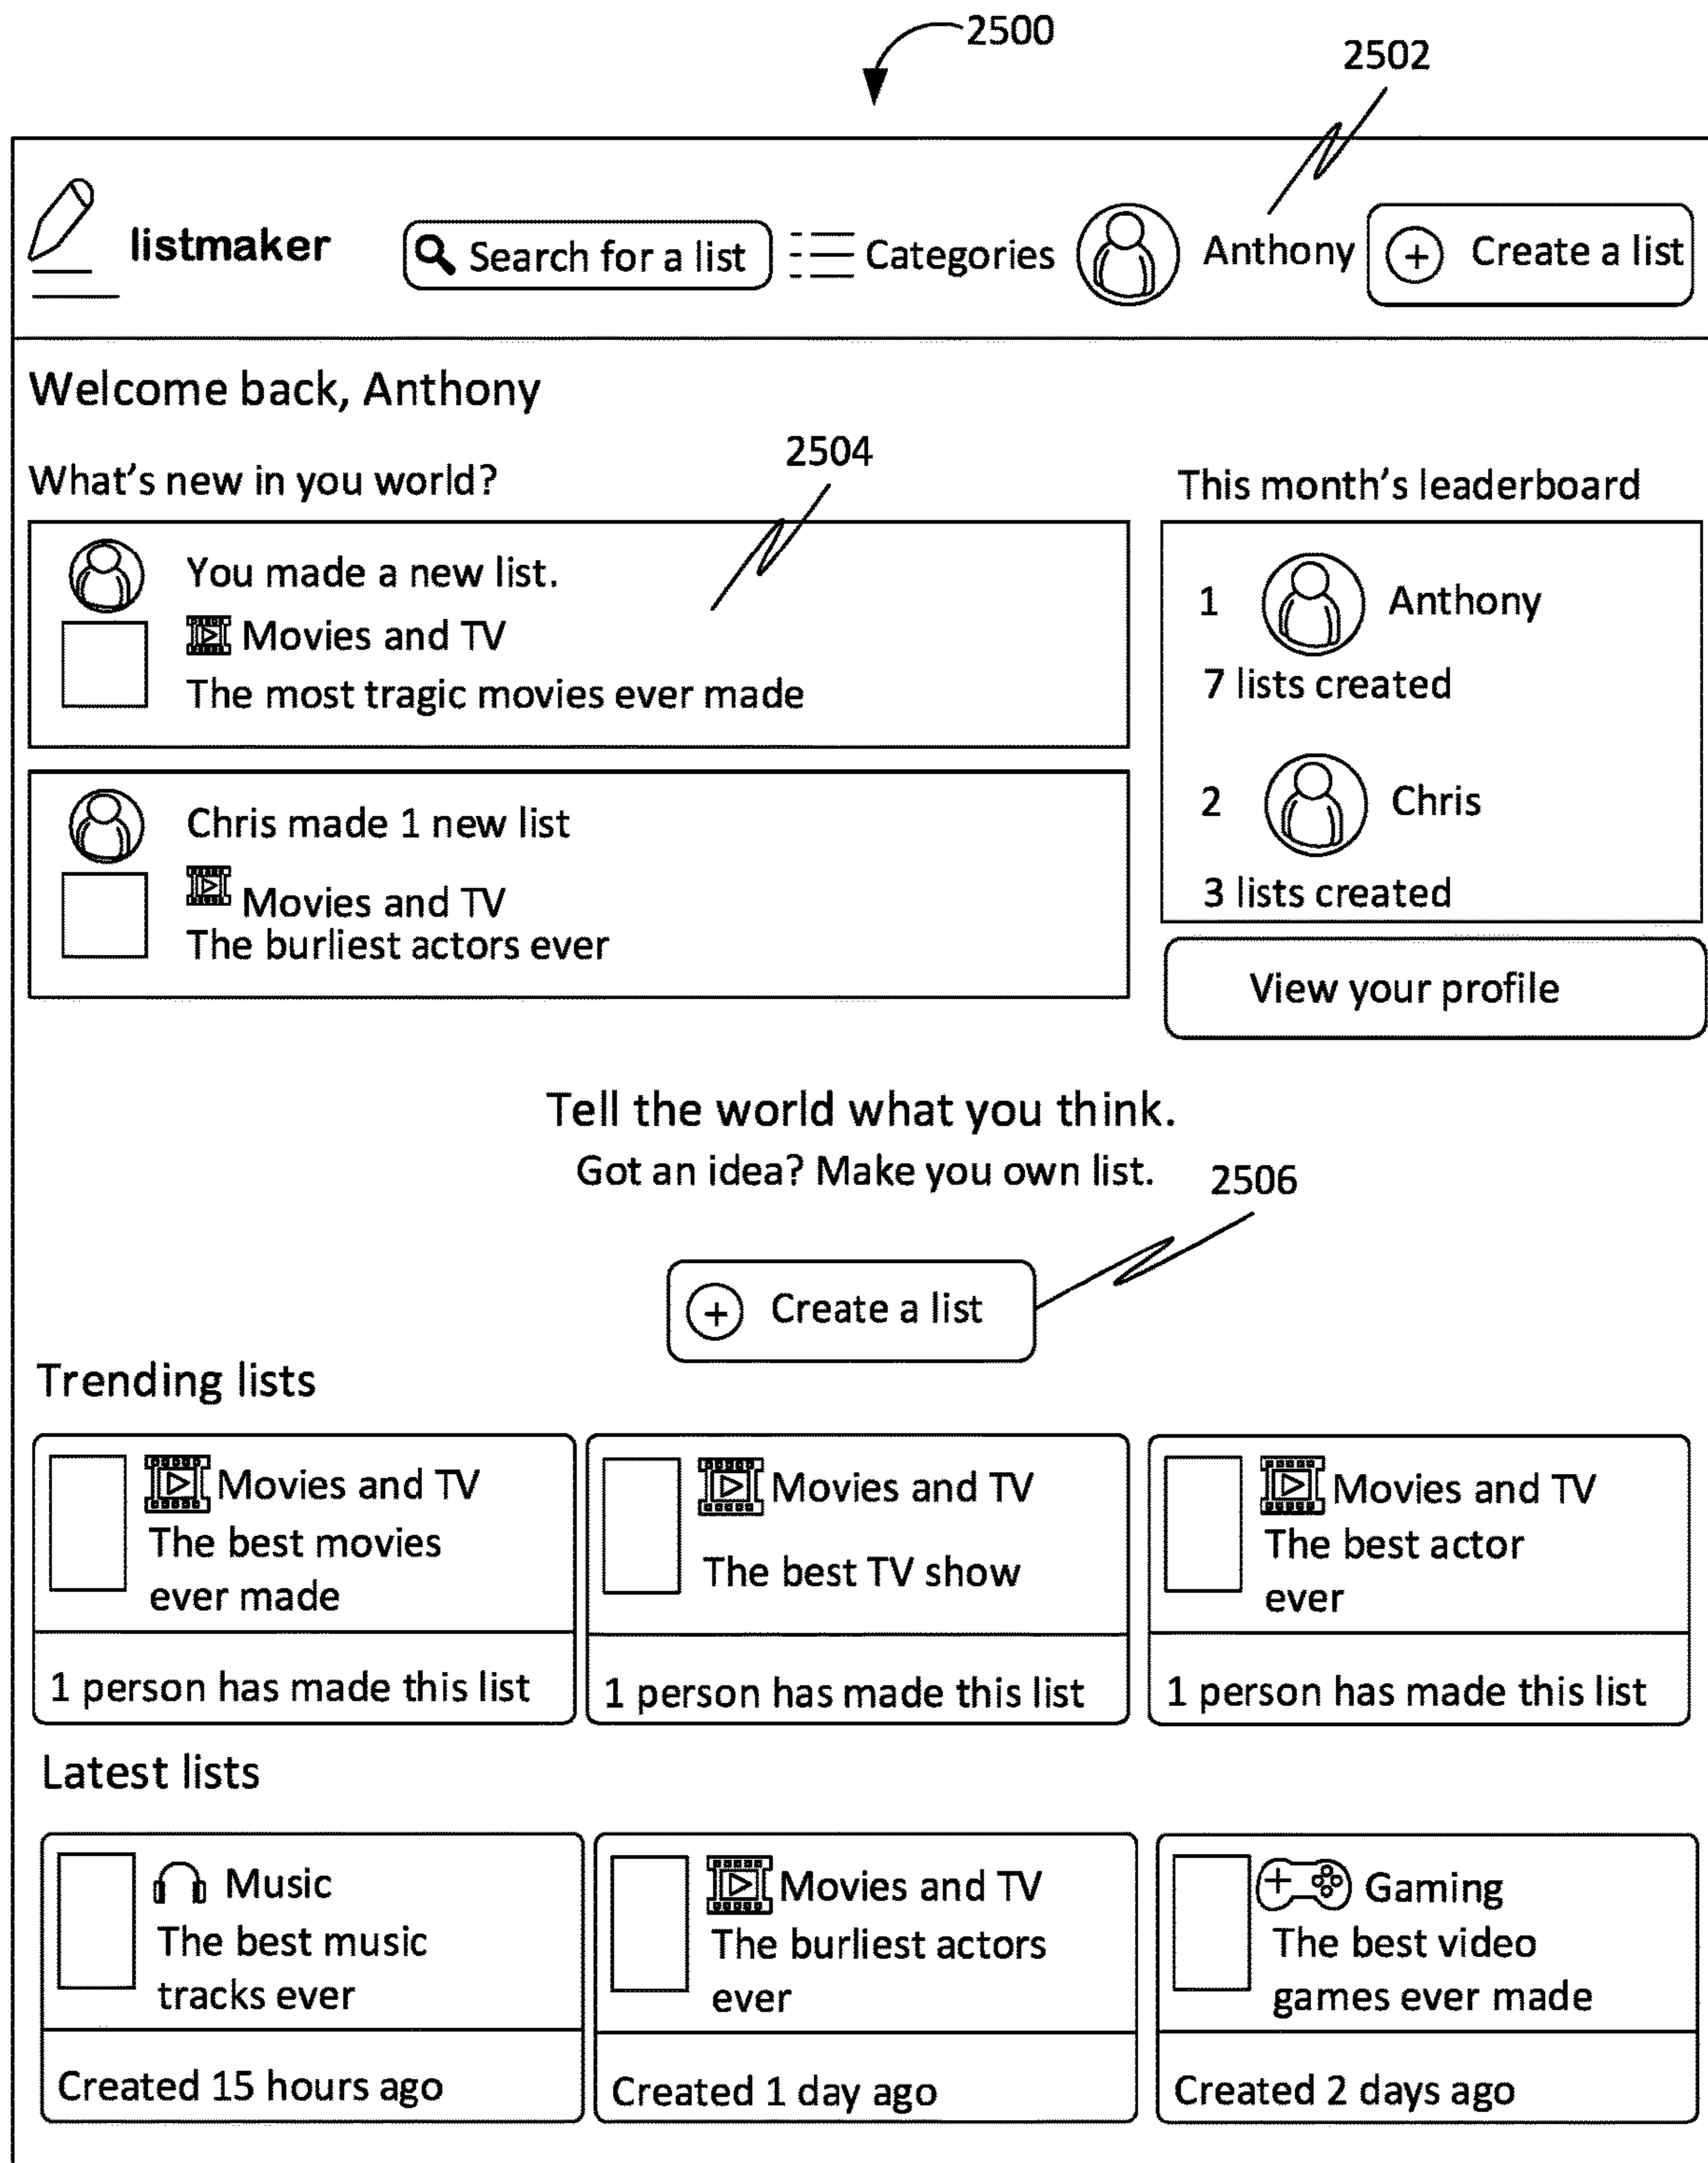 2500
2502
listmaker
Search for a list
Categories
Anthony
Create a list
Welcome back, Anthony
What's new in you world?
2504
You made a new list.
Movies and TV
The most tragic movies ever made
Chris made 1 new list
Movies and TV
The burliest actors ever
This month's leaderboard
1 Anthony
7 lists created
2 Chris
3 lists created
View your profile
Tell the world what you think.
Got an idea? Make you own list.
2506
Create a list
Trending lists
Movies and TV
The best movies
ever made
1 person has made this list
Movies and TV
The best TV show
1 person has made this list
Movies and TV
The best actor
ever
1 person has made this list
Latest lists
Music
The best music
tracks ever
Created 15 hours ago
Movies and TV
The burliest actors
ever
Created 1 day ago
Gaming
The best video
games ever made
Created 2 days ago